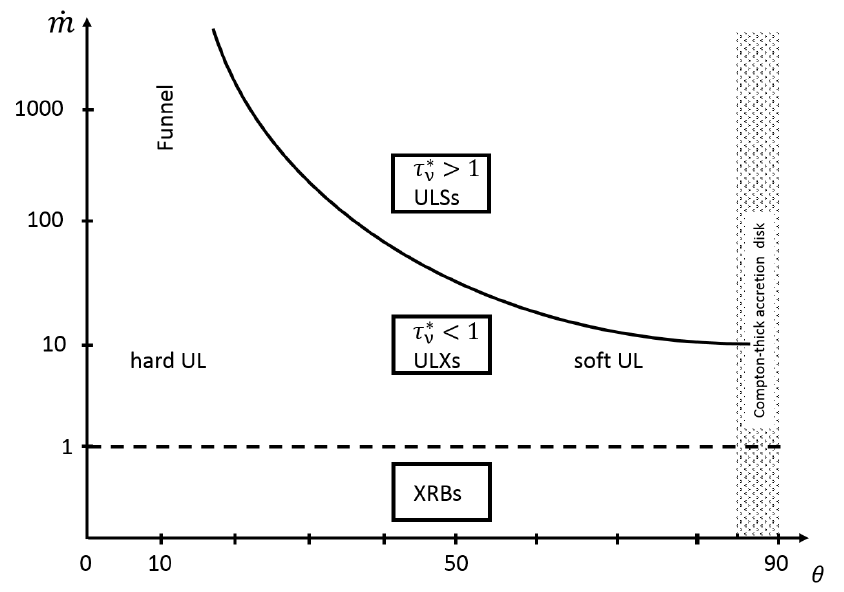 ṁ
1000
Funnel
τ*ν > 1
ULSs
100
Compton-thick accretion disk
τ*ν < 1
ULXs
10
hard UL
soft UL
1
XRBs
0
10
50
90
θ